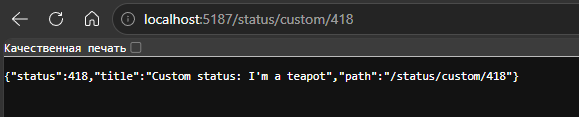 localhost:5187/status/custom/418
Качественная печать
{"status":418,"title":"Custom status: I'm a teapot","path":"/status/custom/418"}